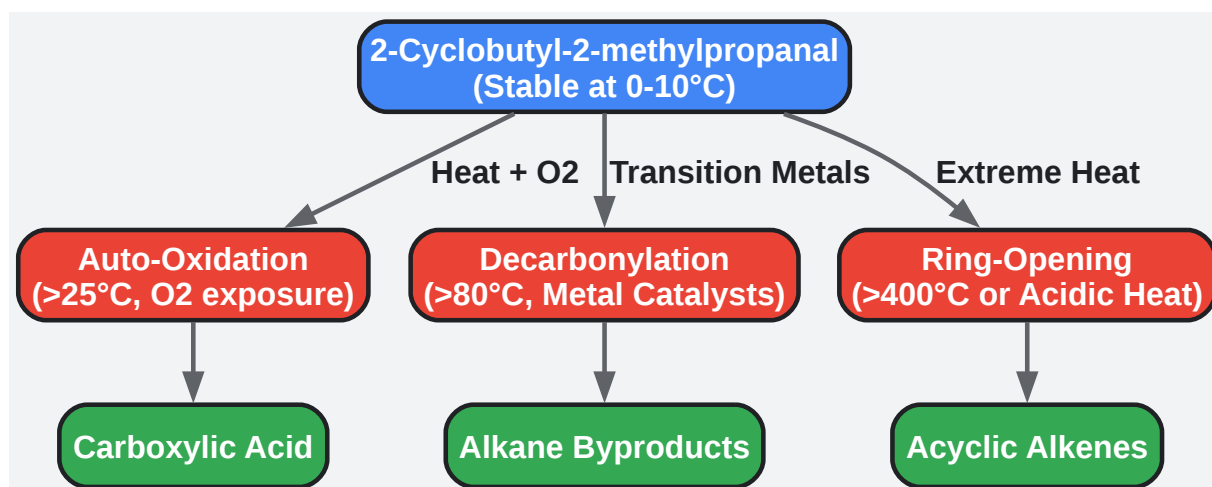 2-Cyclobutyl-2-methylpropanal
(Stable at 0-10°C)
Heat + O2
Transition Metals
Extreme Heat
Auto-Oxidation
(>25°C, O2 exposure)
Decarbonylation
(>80°C, Metal Catalysts)
Ring-Opening
(>400°C or Acidic Heat)
Carboxylic Acid
Alkane Byproducts
Acyclic Alkenes